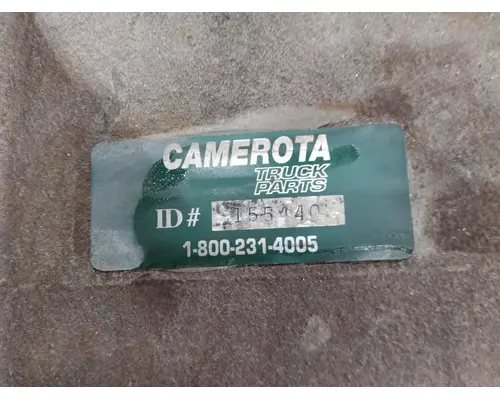 CAMEROTA
TRUCK
PARTS
ID #
1-800-231-4005